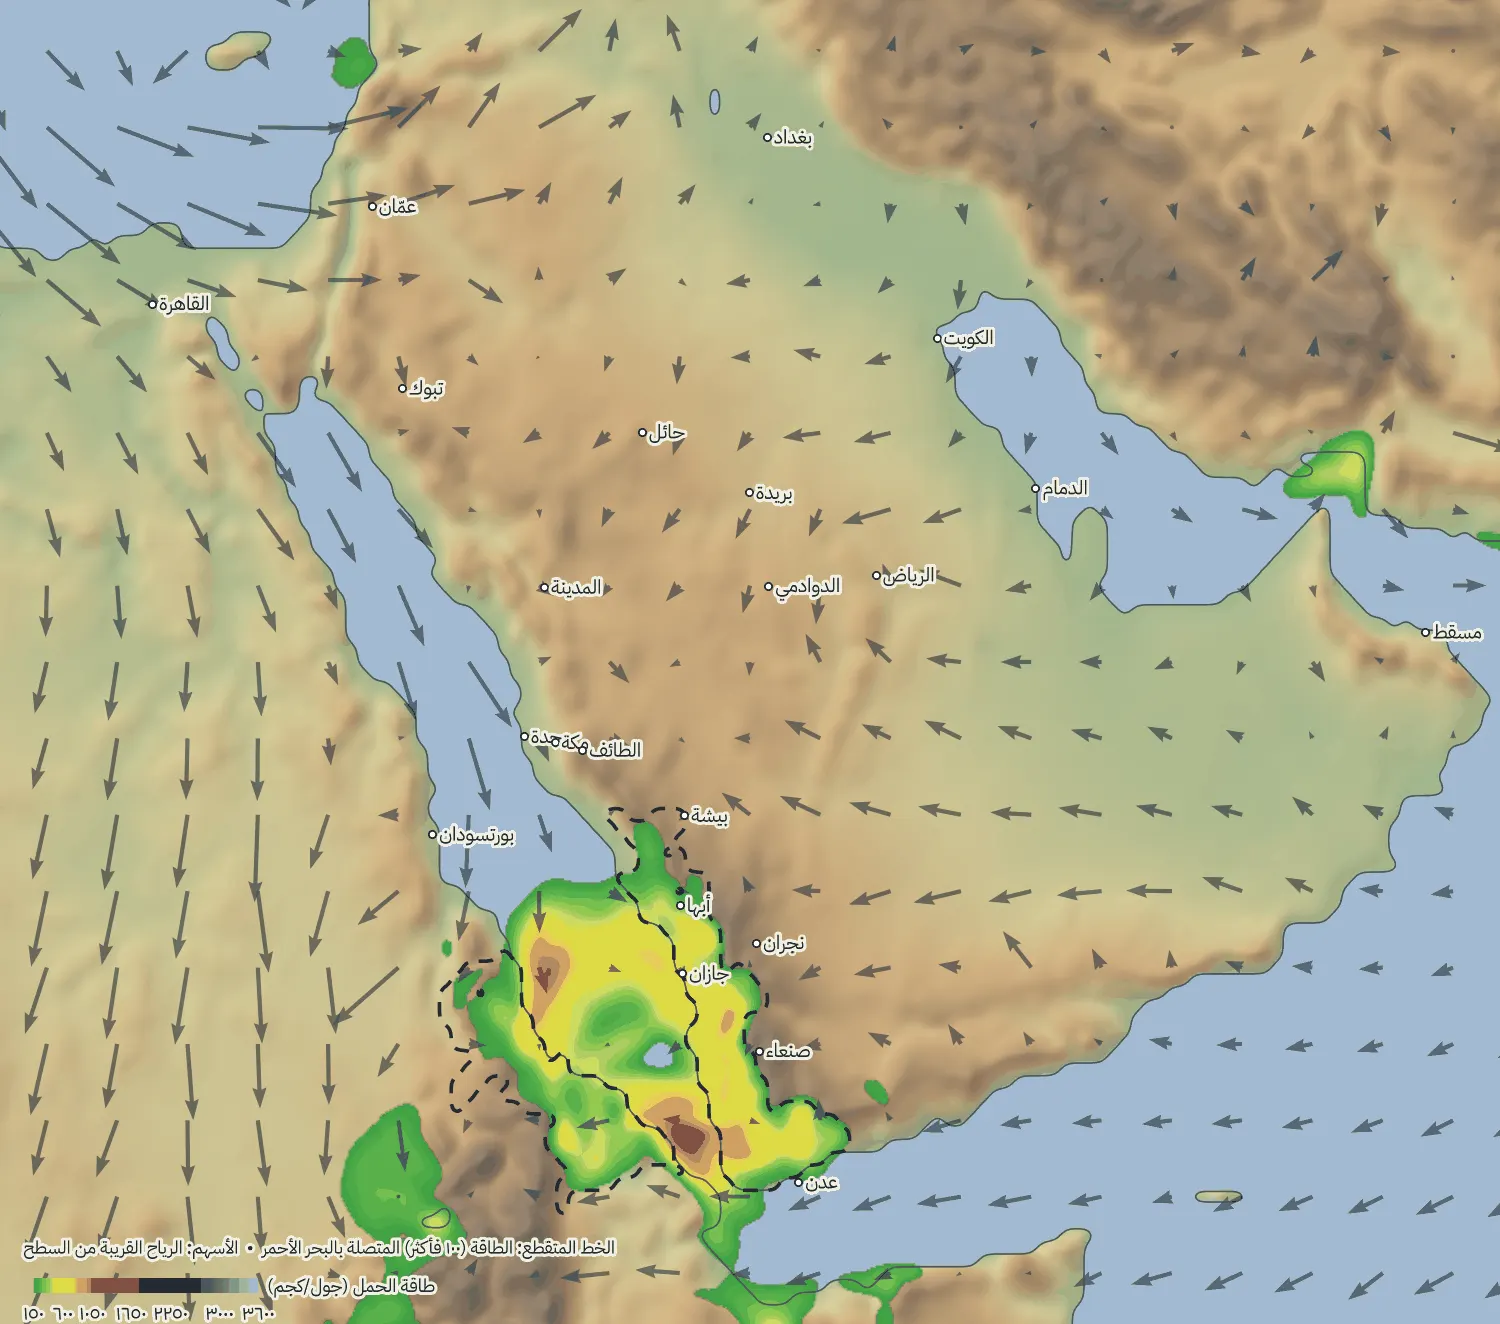 بغداد
عمّان
القاهرة
الكويت
تبوك
حائل
الدمام
بريدة
الرياض
الدوادمي
المدينة
مسقط
جدة
مكة
الطائف
بيشة
بورتسودان
أبها
نجران
جازان
صنعاء
عدن
الخط المتقطع: الطاقة (١٠٠ فأكثر) المتصلة بالبحر الأحمر • الأسهم: الرياح القريبة من السطح
طاقة الحمل (جول/كجم)
١٥٠ ٦٠٠ ١٠٥٠ ١٦٥٠ ٢٢٥٠ ٣٠٠٠ ٣٦٠٠